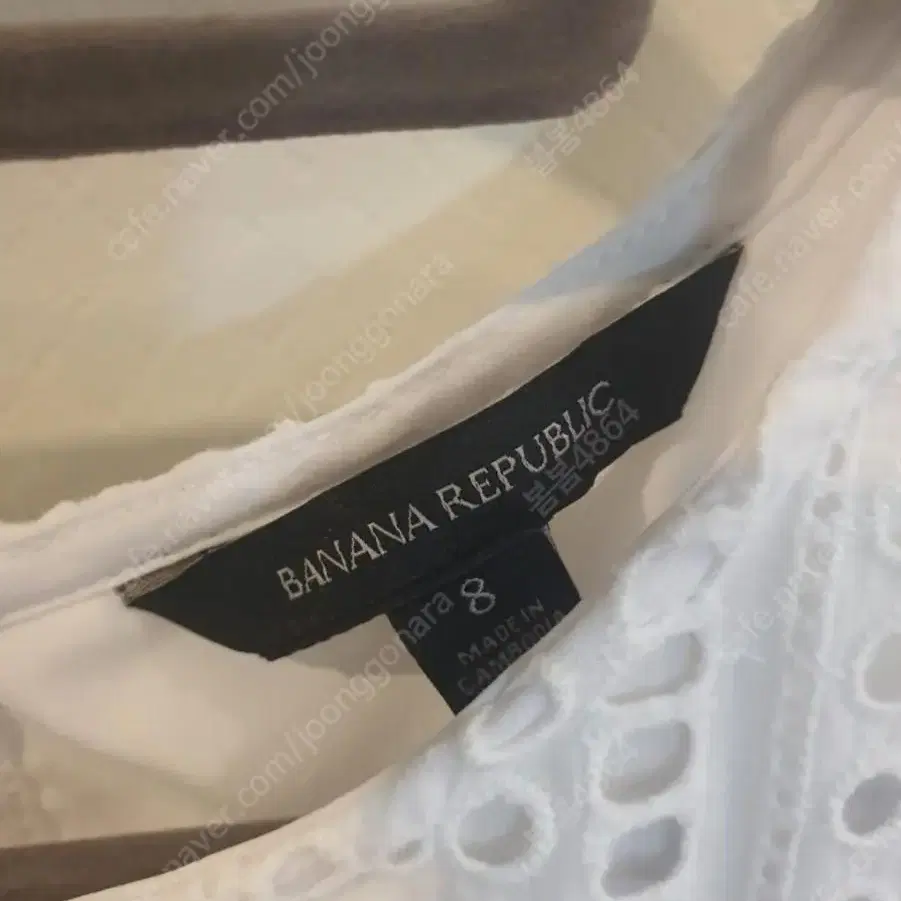 BANANA REPUBLIC
8
MADE IN
CAMBODIA
cafe.naver.com/joonggonara
봄봄4864